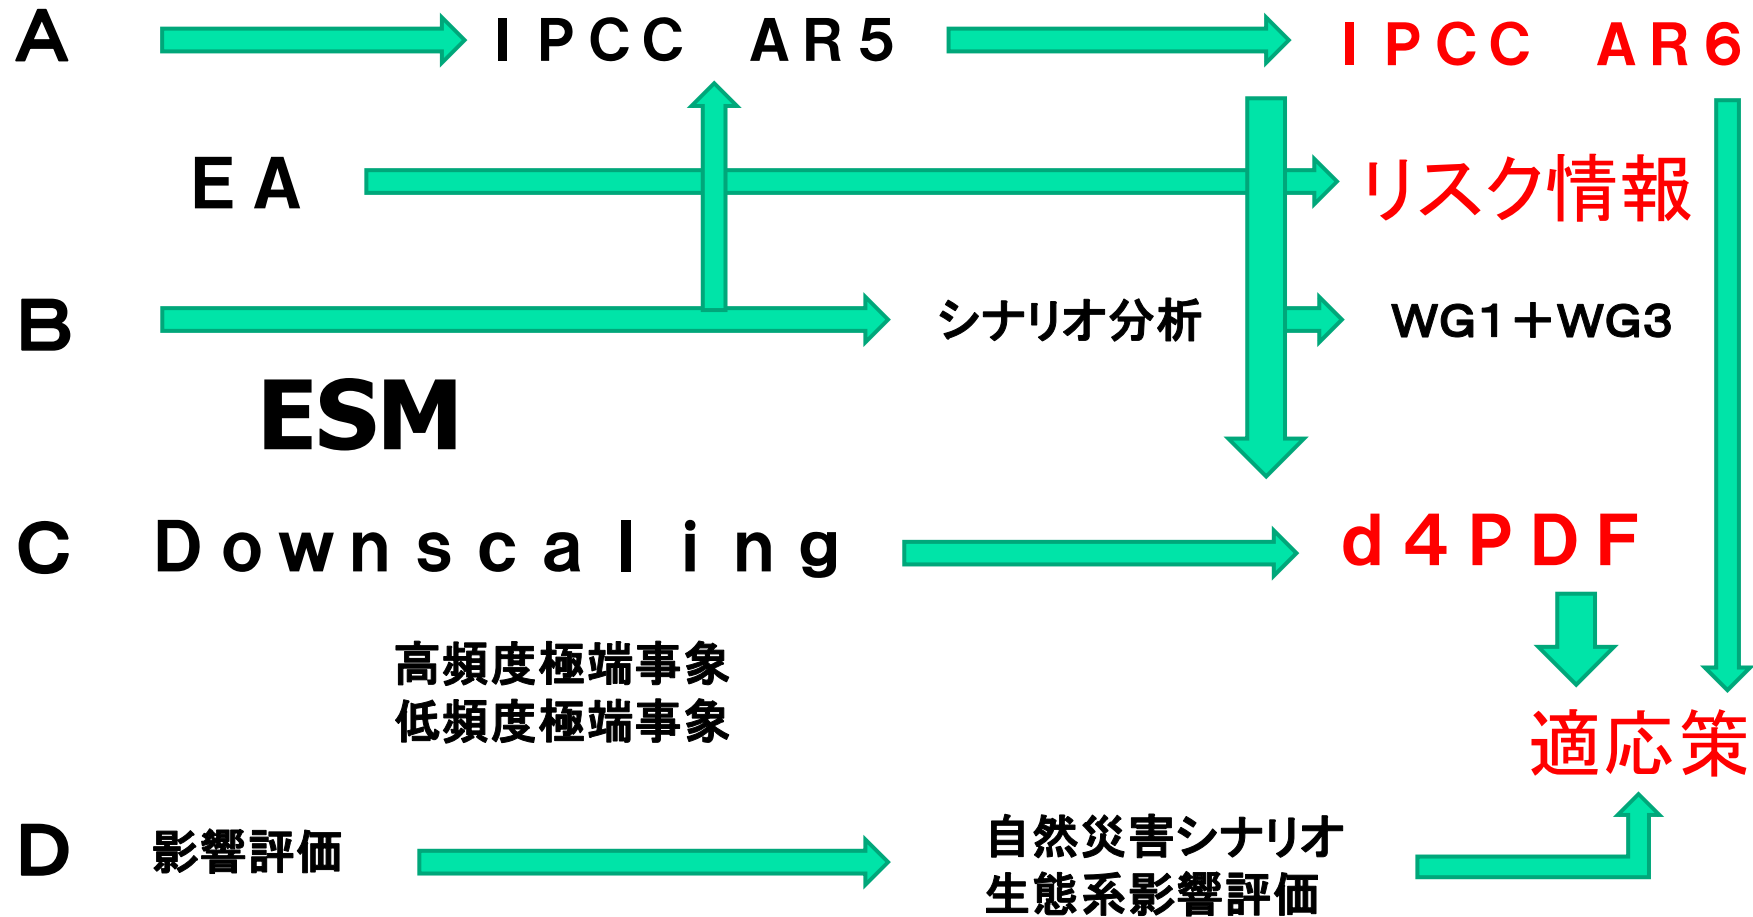 A IPCC AR5 IPCC AR6
EA リスク情報
B シナリオ分析 WG1+WG3
ESM
C Downscaling d4PDF
高頻度極端事象
低頻度極端事象
適応策
D 影響評価 自然災害シナリオ
生態系影響評価